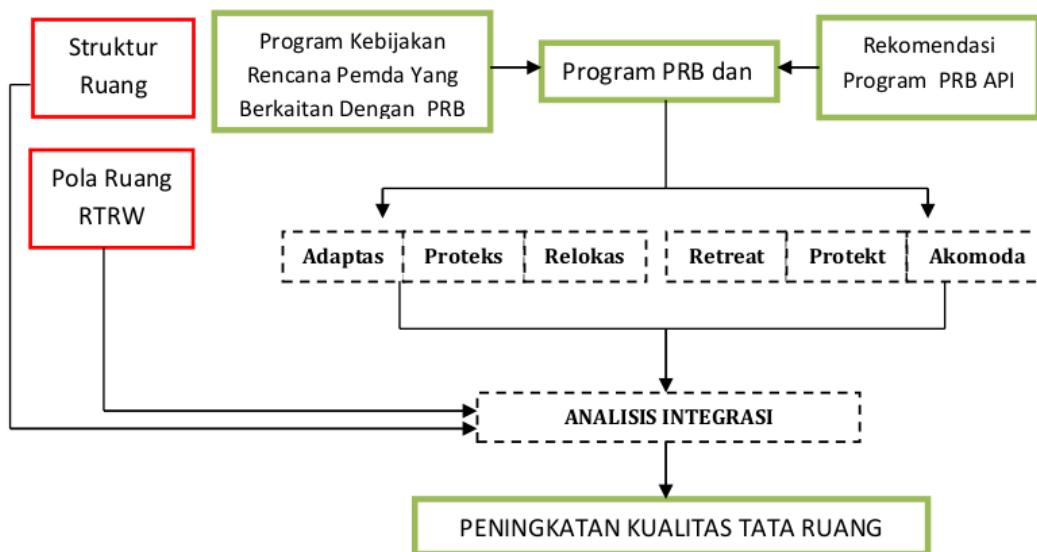 Struktur
Ruang
Program Kebijakan
Rencana Pemda Yang
Berkaitan Dengan PRB
Program PRB dan
Rekomendasi
Program PRB API
Pola Ruang
RTRW
Adaptas
Proteks
Relokas
Retreat
Protekt
Akomoda
ANALISIS INTEGRASI
PENINGKATAN KUALITAS TATA RUANG